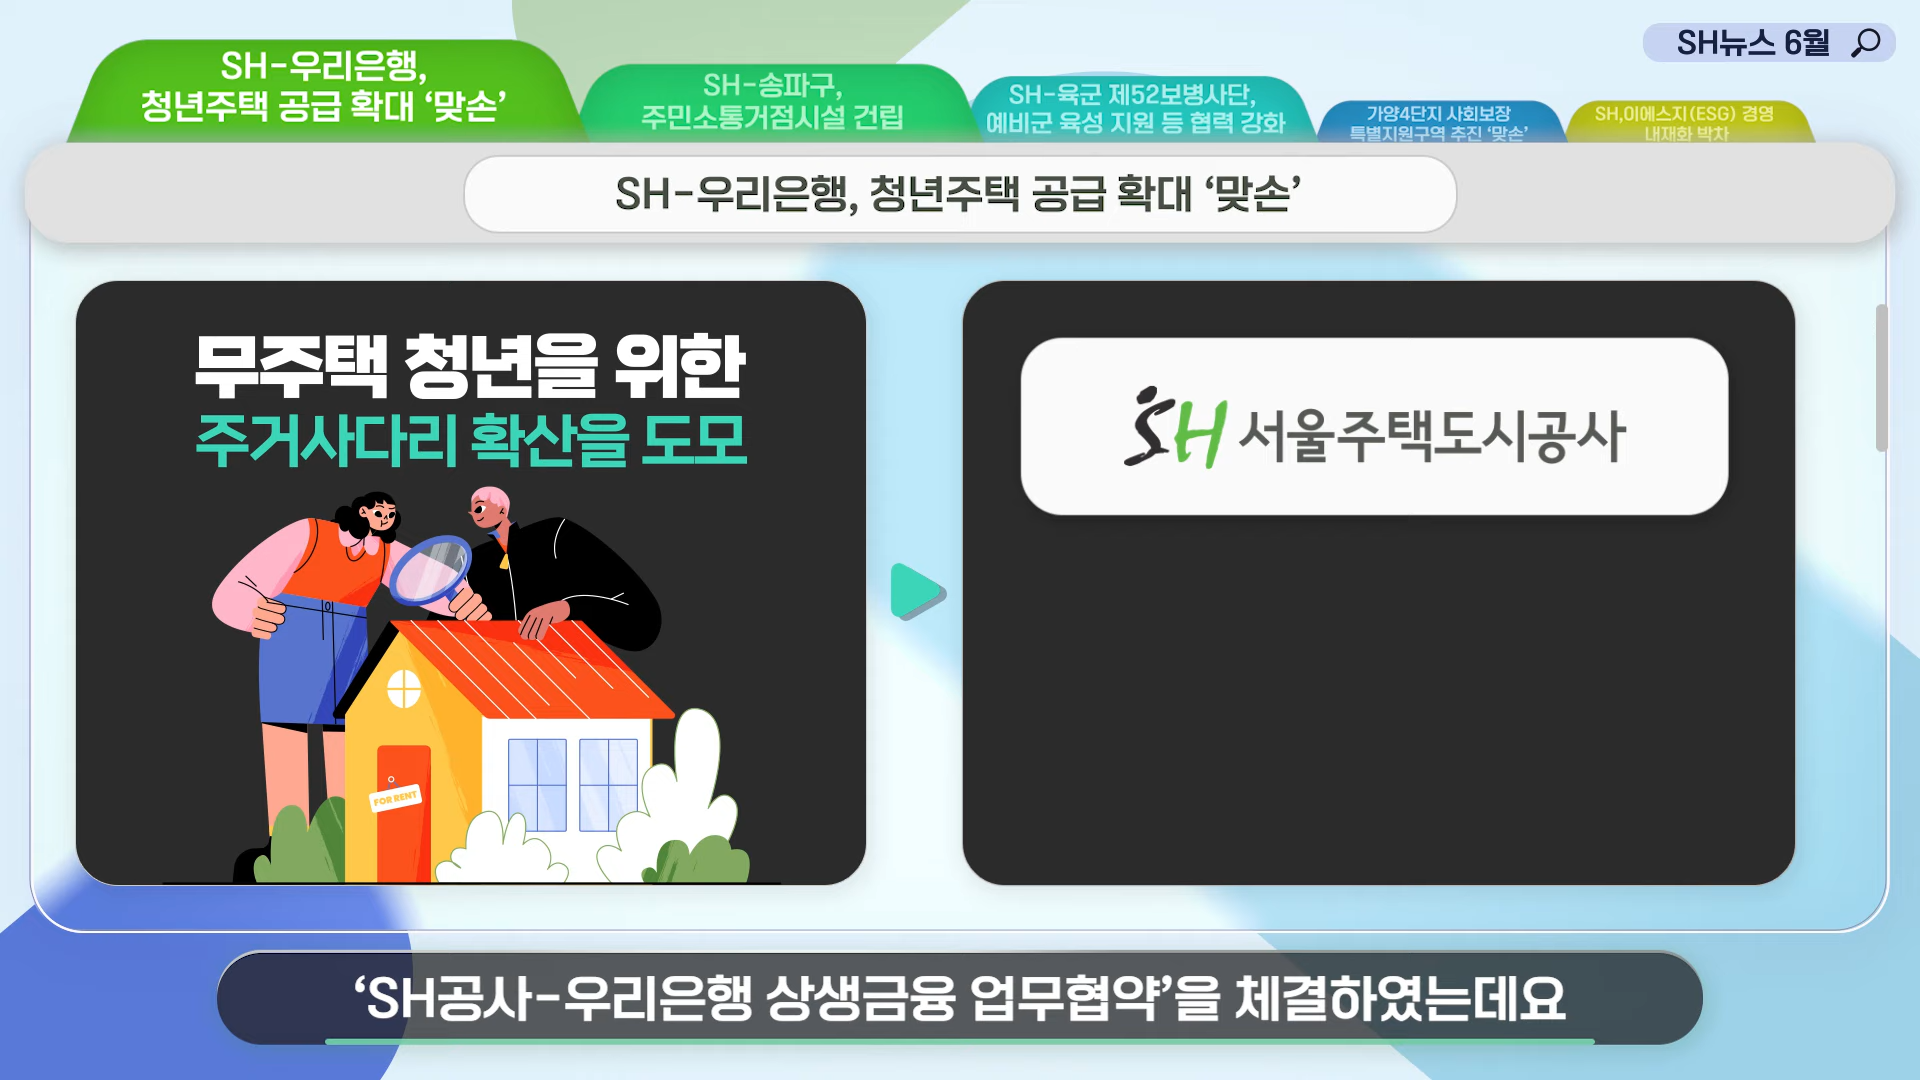 SH뉴스 6월
SH-우리은행,
청년주택 공급 확대 ‘맞손’
SH-송파구,
주민소통거점시설 건립
SH-육군 제52보병사단,
예비군 육성 지원 등 협력 강화
가양4단지 사회보장
특별지원구역 추진 ‘맞손’
SH,이에스지(ESG) 경영
내재화 박차
SH-우리은행, 청년주택 공급 확대 ‘맞손’
무주택 청년을 위한
주거사다리 확산을 도모
FOR RENT
SH 서울주택도시공사
‘SH공사-우리은행 상생금융 업무협약’을 체결하였는데요